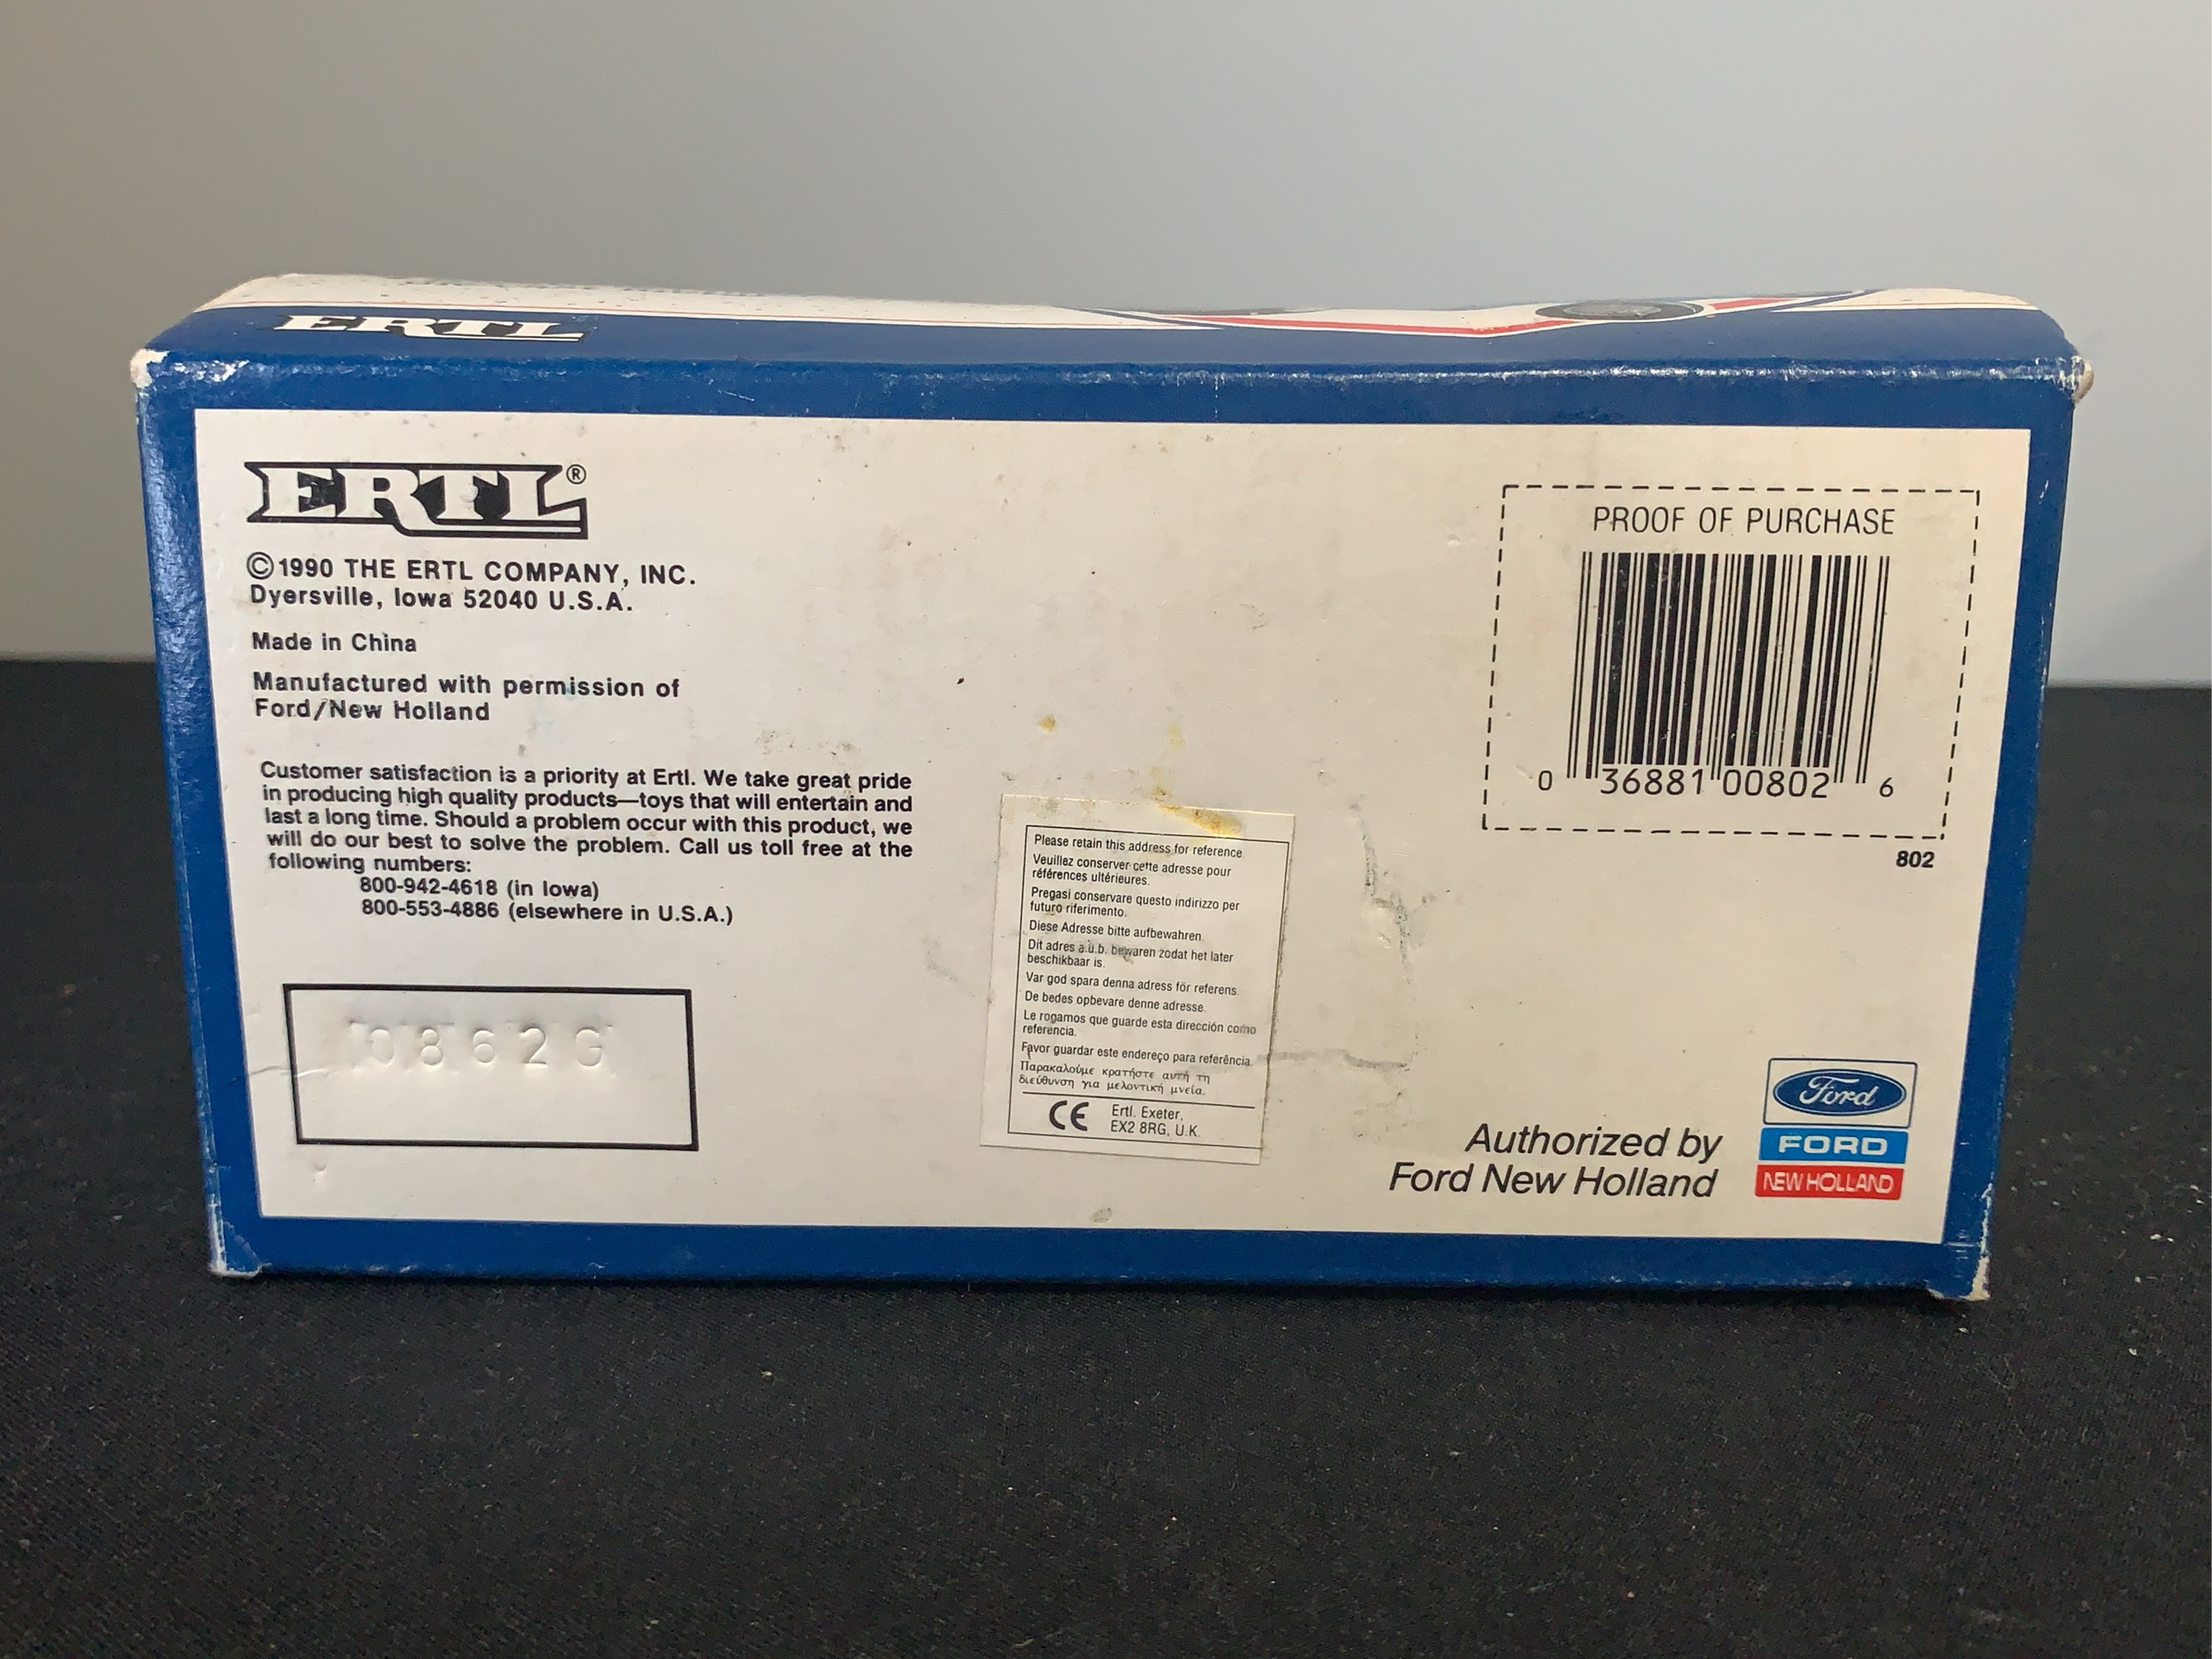 ERTL
ERTL®
©1990 THE ERTL COMPANY, INC.
Dyersville, Iowa 52040 U.S.A.
Made in China
Manufactured with permission of
Ford/New Holland
Customer satisfaction is a priority at Ertl. We take great pride
in producing high quality products—toys that will entertain and
last a long time. Should a problem occur with this product, we
will do our best to solve the problem. Call us toll free at the
following numbers:
800-942-4618 (in Iowa)
800-553-4886 (elsewhere in U.S.A.)
0862G
Please retain this address for reference
Veuillez conserver cette adresse pour
références ultérieures.
Pregasi conservare questo indirizzo per
futuro riferimento.
Diese Adresse bitte aufbewahren
Dit adres a.u.b. bewaren zodat het later
beschikbaar is.
Var god spara denna adress för referens.
De bedes opbevare denne adresse.
Le rogamos que guarde esta dirección como
referencia.
Favor guardar este endereço para referência.
Παρακαλούμε κρατήστε αυτή τη
διεύθυνση για μελοντική μνεία.
CE
Ertl. Exeter,
EX2 8RG, U.K.
PROOF OF PURCHASE
0 36881 00802 6
802
Authorized by
Ford New Holland
Ford
FORD
NEW HOLLAND